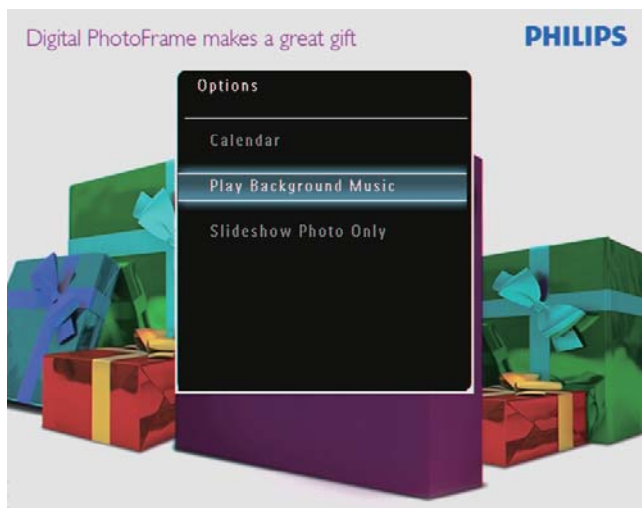 Digital PhotoFrame makes a great gift
PHILIPS
Options
Calendar
Play Background Music
Slideshow Photo Only